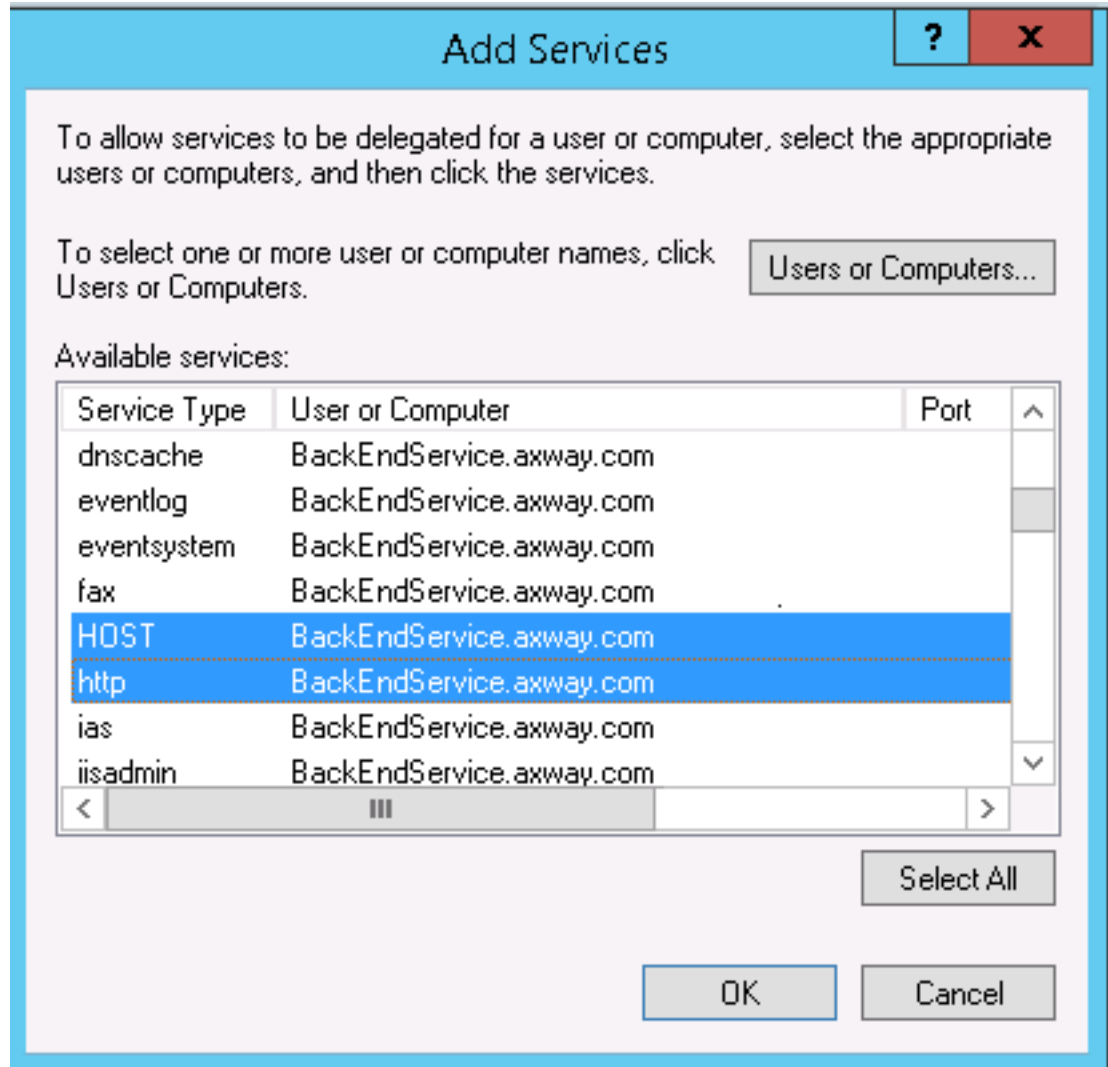 Add Services
?
x
To allow services to be delegated for a user or computer, select the appropriate
users or computers, and then click the services.
To select one or more user or computer names, click
Users or Computers.
Users or Computers...
Available services:
Service Type User or Computer Port
dnscache BackEndService.axway.com
eventlog BackEndService.axway.com
eventsystem BackEndService.axway.com
fax BackEndService.axway.com
HOST BackEndService.axway.com
http BackEndService.axway.com
ias BackEndService.axway.com
iisadmin BackEndService.axway.com
Select All
OK Cancel